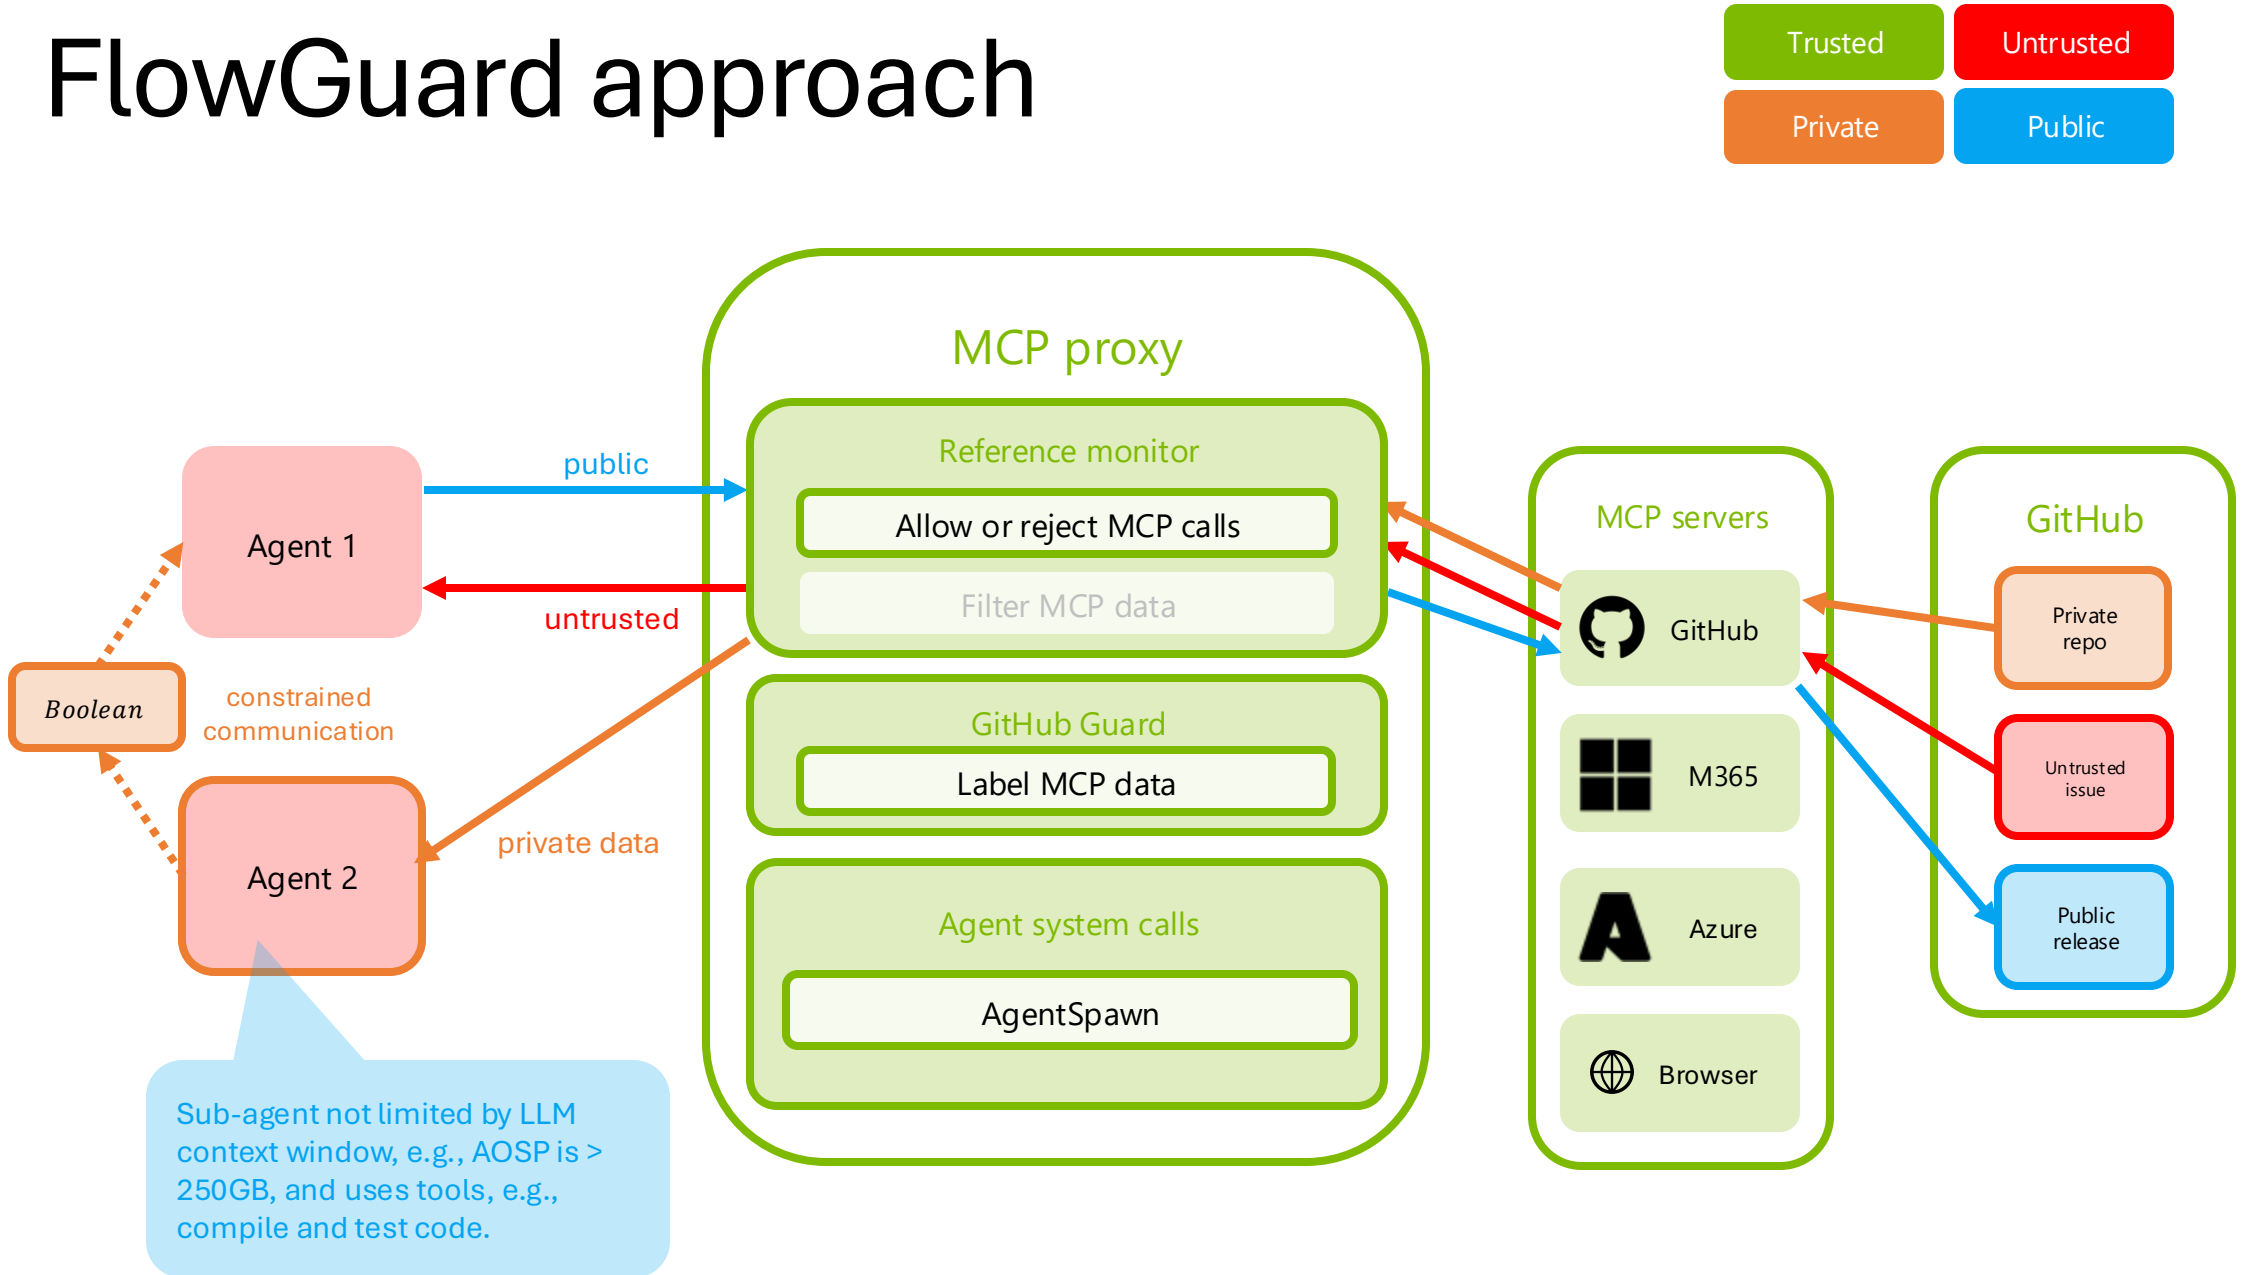 FlowGuard approach
Trusted
Untrusted
Private
Public
MCP proxy
Reference monitor
Allow or reject MCP calls
Filter MCP data
GitHub Guard
Label MCP data
Agent system calls
AgentSpawn
public
untrusted
private data
Agent 1
Boolean
constrained
communication
Agent 2
Sub-agent not limited by LLM
context window, e.g., AOSP is >
250GB, and uses tools, e.g.,
compile and test code.
MCP servers
GitHub
M365
Azure
Browser
GitHub
Private
repo
Untrusted
issue
Public
release